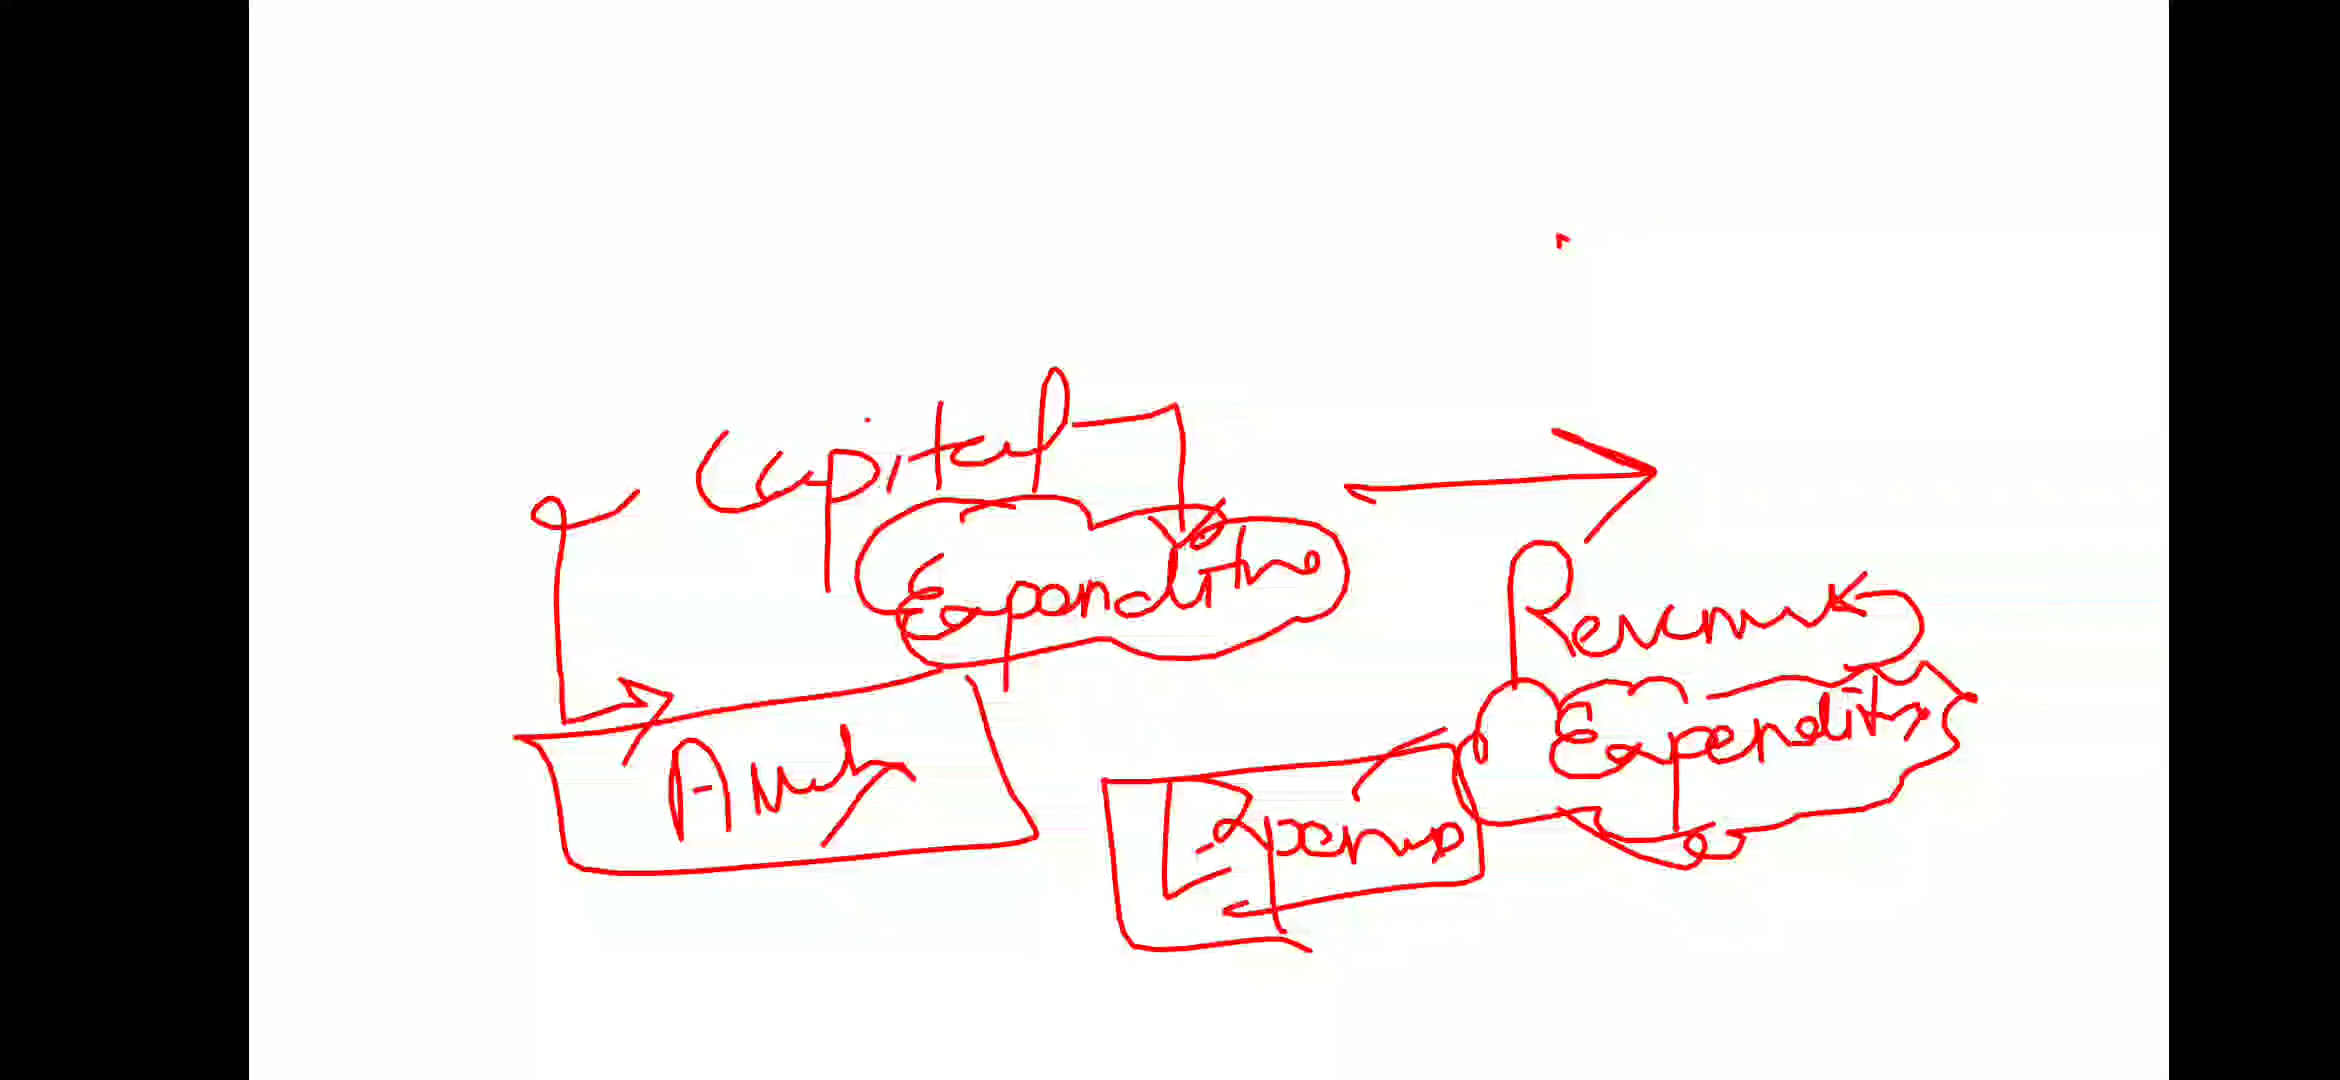 Capital
Expenditure
Revenue
Expenditure
Assets
Expenses